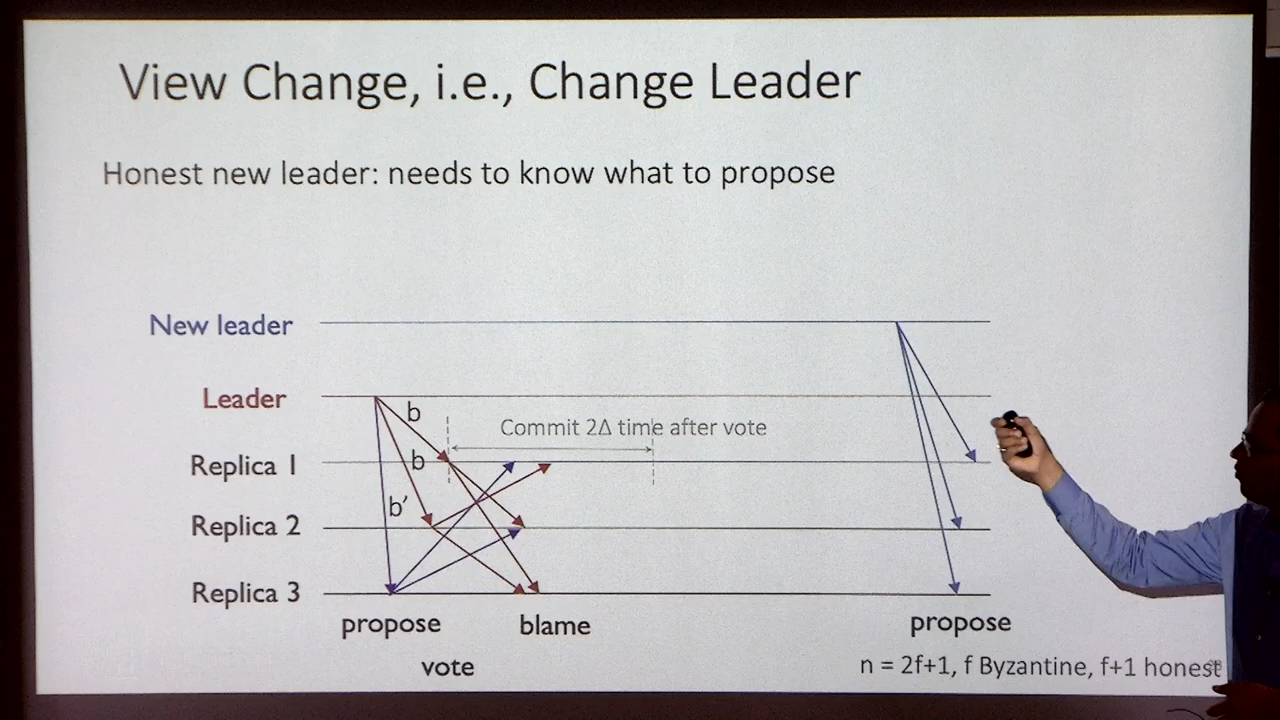 View Change, i.e., Change Leader
Honest new leader: needs to know what to propose
New leader
Leader
b
Commit 2Δ time after vote
Replica 1
b
b′
Replica 2
Replica 3
propose
blame
propose
vote
n = 2f+1, f Byzantine, f+1 honest